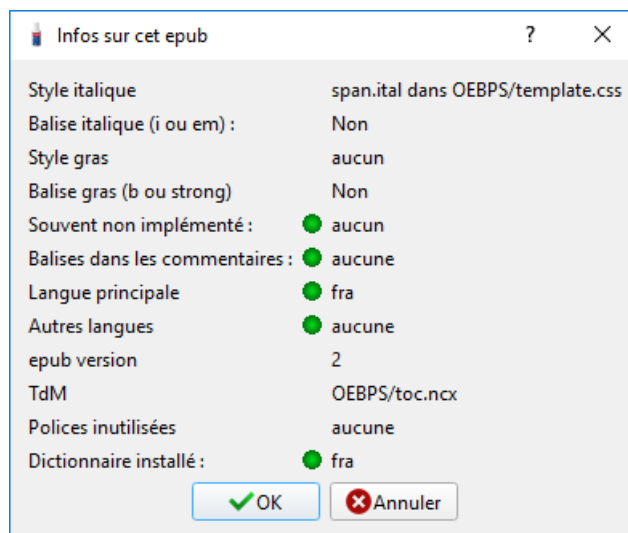 Infos sur cet epub ?
Style italique span.ital dans OEBPS/template.css
Balise italique (i ou em) : Non
Style gras aucun
Balise gras (b ou strong) Non
Souvent non implémenté : aucun
Balises dans les commentaires : aucune
Langue principale fra
Autres langues aucune
epub version 2
TdM OEBPS/toc.ncx
Polices inutilisées aucune
Dictionnaire installé : fra
OK Annuler